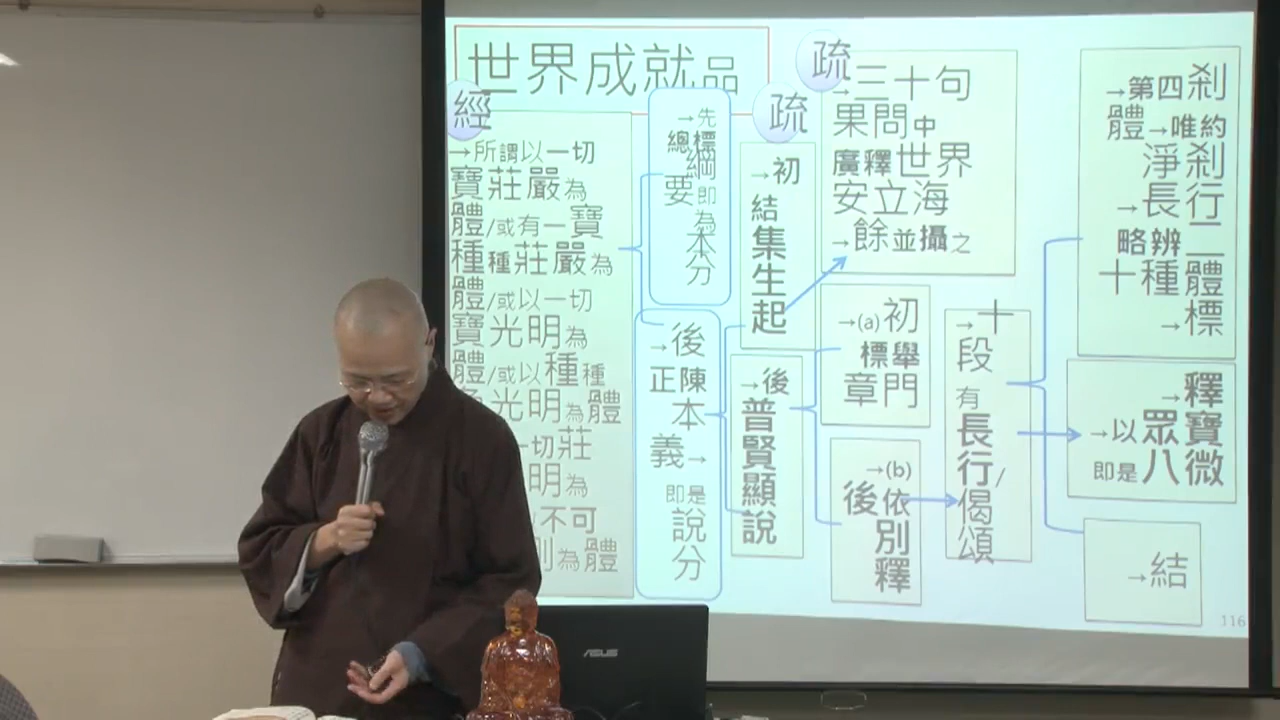 世界成就品
經
→所謂以一切
寶莊嚴為
體/或有一寶
種種莊嚴為
體/或以一切
寶光明為
體/或以種種
光明為體
一切莊
明為
不可
為體
→先
總標
綱
要即
為
本
分
→後
正陳
本
義→
即是
說
分
疏
→初
結
集
生
起
→後
普
賢
顯
說
疏
→三十句
果問中
廣釋世界
安立海
→餘並攝之
→(a)初
標舉
章門
→(b)
後依
別
釋
→十
段
有
長
行/
偈
頌
→第四剎
體→唯約
淨剎
→長行
略辨二
十種體
→標
→釋
→以眾寶
即是八微
→結
116
ASUS